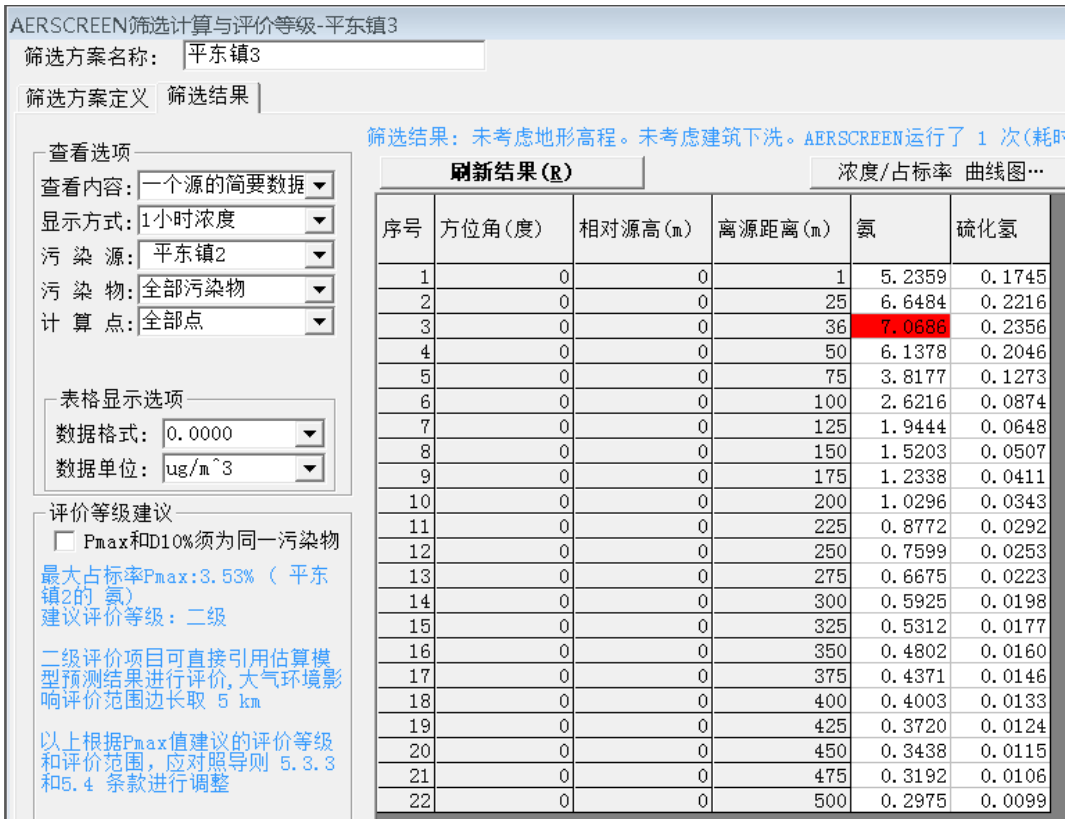 AERSCREEN筛选计算与评价等级-平东镇3
筛选方案名称: 平东镇3
筛选方案定义 筛选结果
筛选结果: 未考虑地形高程。未考虑建筑下洗。AERSCREEN运行了 1 次(耗时
查看选项
查看内容: 一个源的简要数据
显示方式: 1小时浓度
污 染 源: 平东镇2
污 染 物: 全部污染物
计 算 点: 全部点
表格显示选项
数据格式: 0.0000
数据单位: ug/m^3
评价等级建议
Pmax和D10%须为同一污染物
最大占标率Pmax:3.53% ( 平东
镇2的 氨)
建议评价等级: 二级
二级评价项目可直接引用估算模
型预测结果进行评价,大气环境影
响评价范围边长取 5 km
以上根据Pmax值建议的评价等级
和评价范围, 应对照导则 5.3.3
和5.4 条款进行调整
刷新结果(R) 浓度/占标率 曲线图…
序号 方位角(度) 相对源高(m) 离源距离(m) 氨 硫化氢
1 0 0 1 5.2359 0.1745
2 0 0 25 6.6484 0.2216
3 0 0 36 7.0686 0.2356
4 0 0 50 6.1378 0.2046
5 0 0 75 3.8177 0.1273
6 0 0 100 2.6216 0.0874
7 0 0 125 1.9444 0.0648
8 0 0 150 1.5203 0.0507
9 0 0 175 1.2338 0.0411
10 0 0 200 1.0296 0.0343
11 0 0 225 0.8772 0.0292
12 0 0 250 0.7599 0.0253
13 0 0 275 0.6675 0.0223
14 0 0 300 0.5925 0.0198
15 0 0 325 0.5312 0.0177
16 0 0 350 0.4802 0.0160
17 0 0 375 0.4371 0.0146
18 0 0 400 0.4003 0.0133
19 0 0 425 0.3720 0.0124
20 0 0 450 0.3438 0.0115
21 0 0 475 0.3192 0.0106
22 0 0 500 0.2975 0.0099